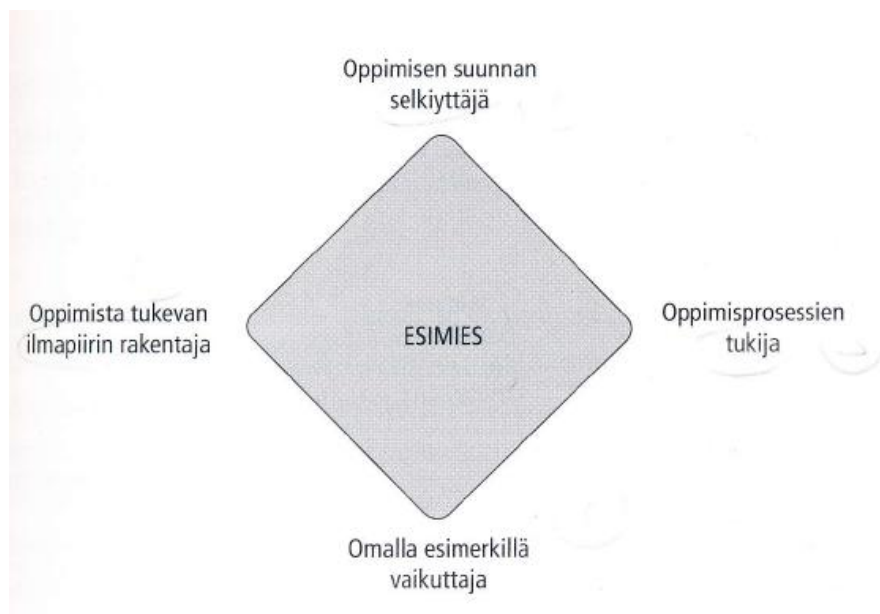 Oppimisen suunnan
selkiyttäjä
Oppimista tukevan
ilmapiirin rakentaja
ESIMIES
Oppimisprosessien
tukija
Omalla esimerkillä
vaikuttaja